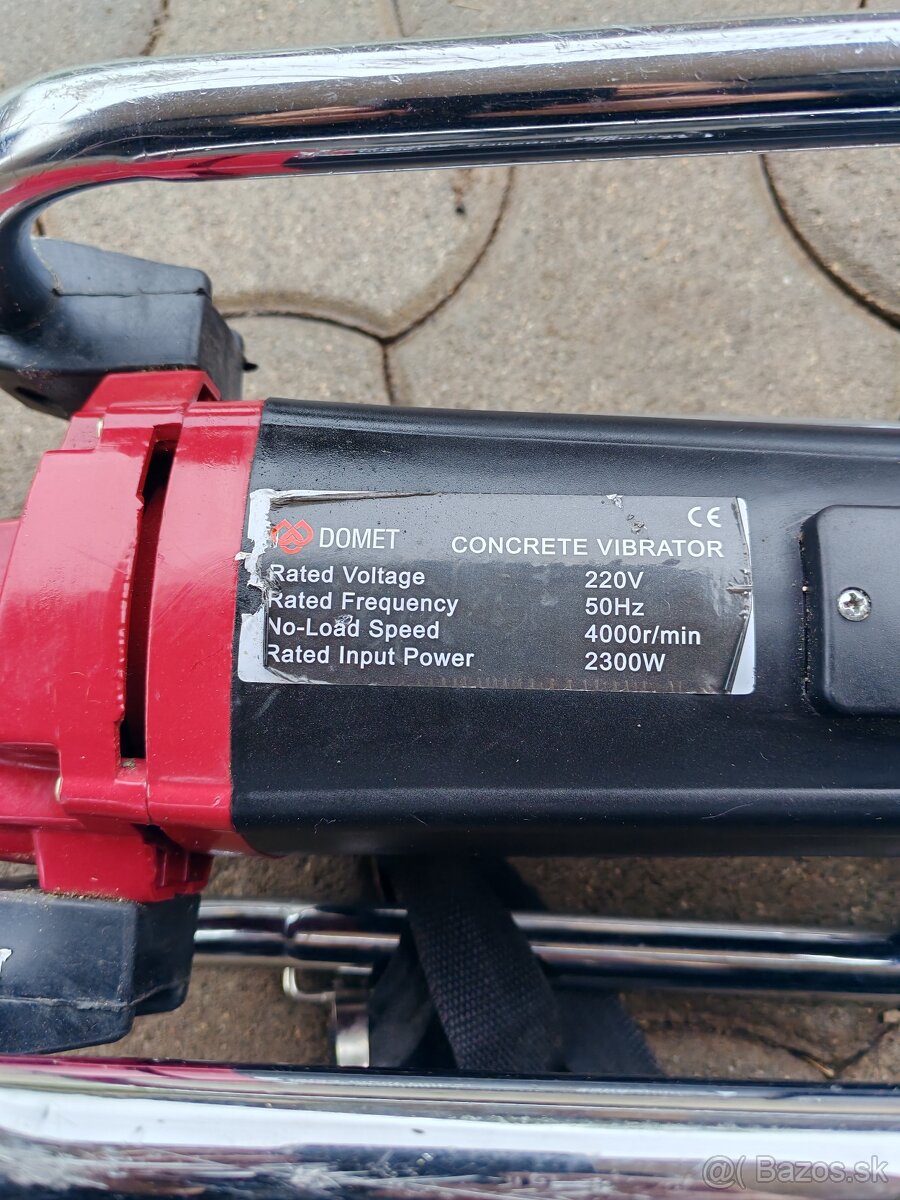 DOMET
CE
CONCRETE VIBRATOR
Rated Voltage 220V
Rated Frequency 50Hz
No-Load Speed 4000r/min
Rated Input Power 2300W
@( Bazos.sk